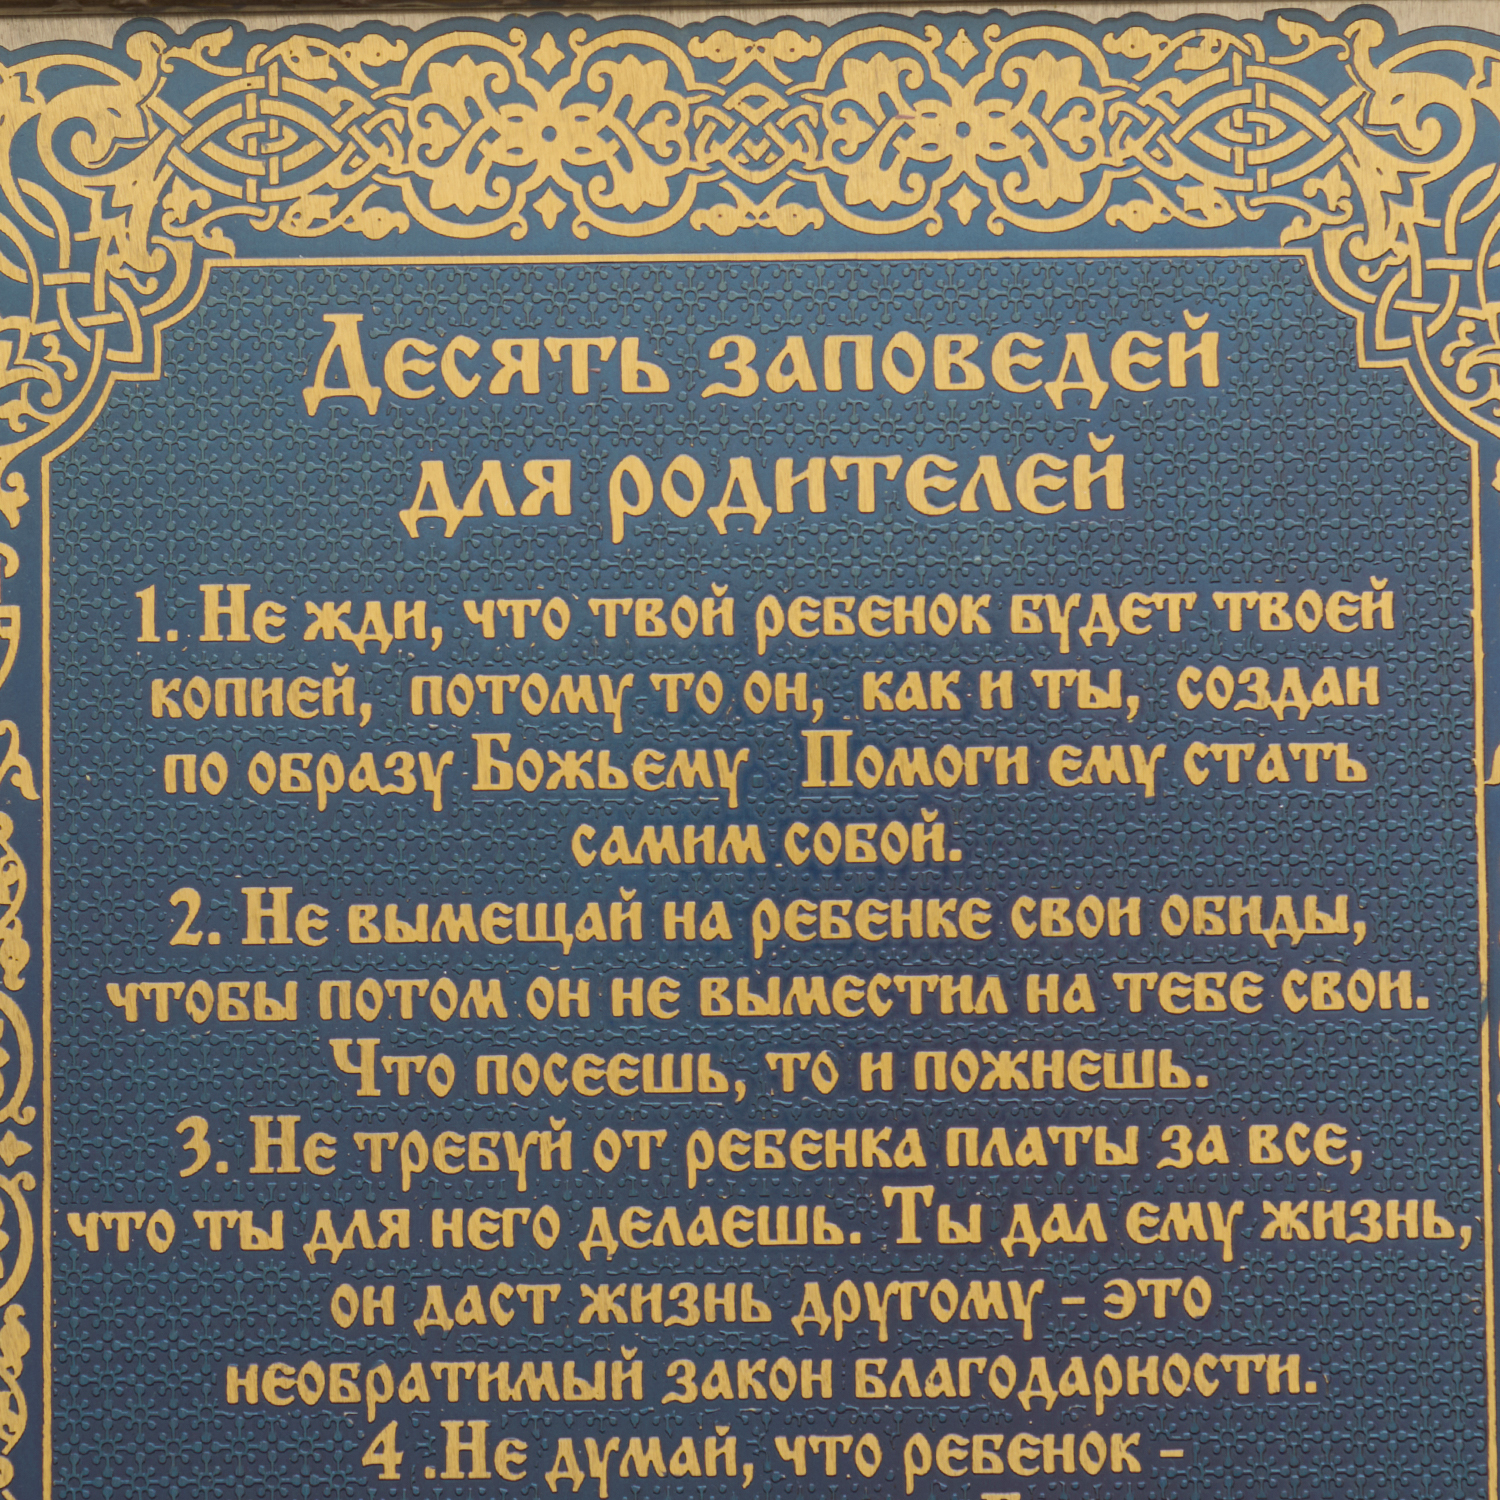 Десять заповедей
для родителей
1. Не жди, что твой ребенок будет твоей
копией, потому то он, как и ты, создан
по образу Божьему Помоги ему стать
самим собой.
2. Не вымещай на ребенке свои обиды,
чтобы потом он не выместил на тебе свои.
Что посеешь, то и пожнешь.
3. Не требуй от ребенка платы за все,
что ты для него делаешь. Ты дал ему жизнь,
он даст жизнь другому - это
необратимый закон благодарности.
4 .Не думай, что ребенок -